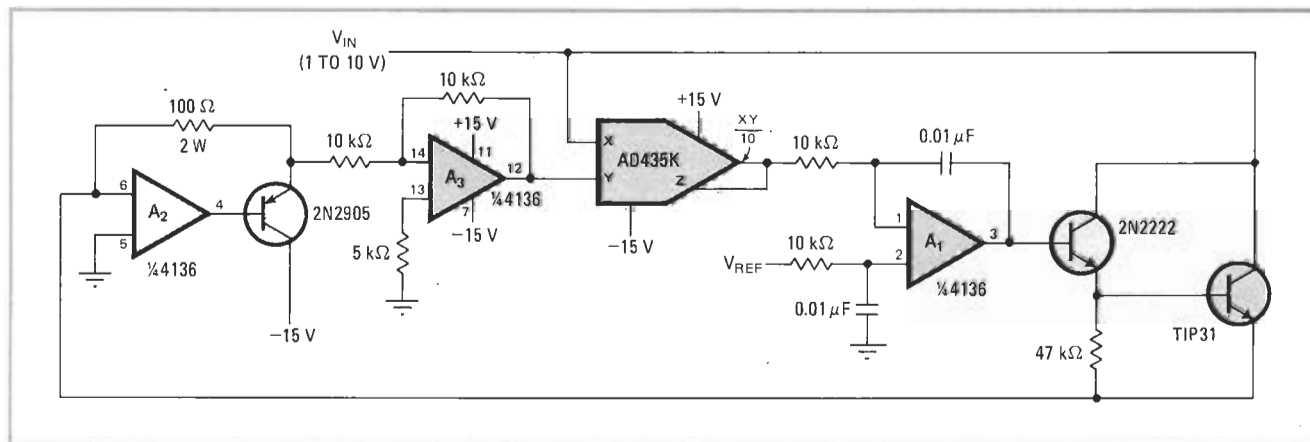 V_IN
(1 TO 10 V)
100 Ω
2 W
6
5
A₂
4
¼4136
2N2905
−15 V
10 kΩ
10 kΩ
+15 V
11
14
13
A₃
12
7
¼4136
−15 V
5 kΩ
X
Y
AD435K
Z
+15 V
−15 V
XY
10
10 kΩ
0.01 µF
1
2
A₁
3
¼4136
V_REF
10 kΩ
0.01 µF
2N2222
47 kΩ
TIP31